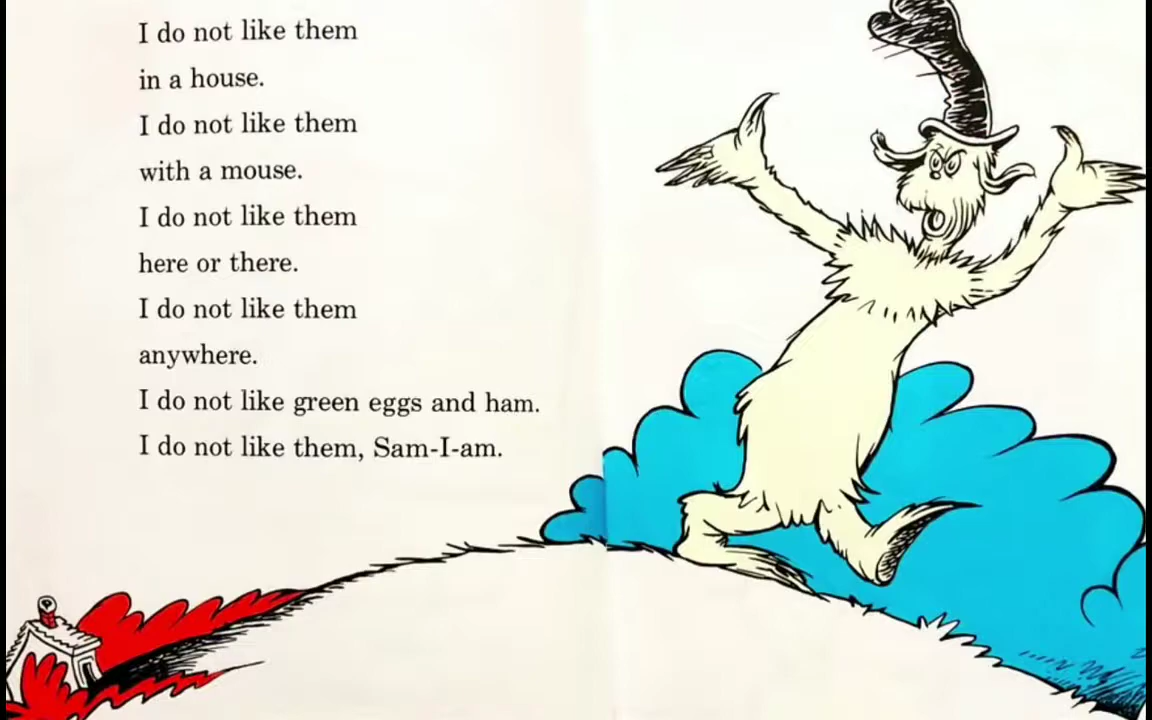 I do not like them
in a house.
I do not like them
with a mouse.
I do not like them
here or there.
I do not like them
anywhere.
I do not like green eggs and ham.
I do not like them, Sam-I-am.